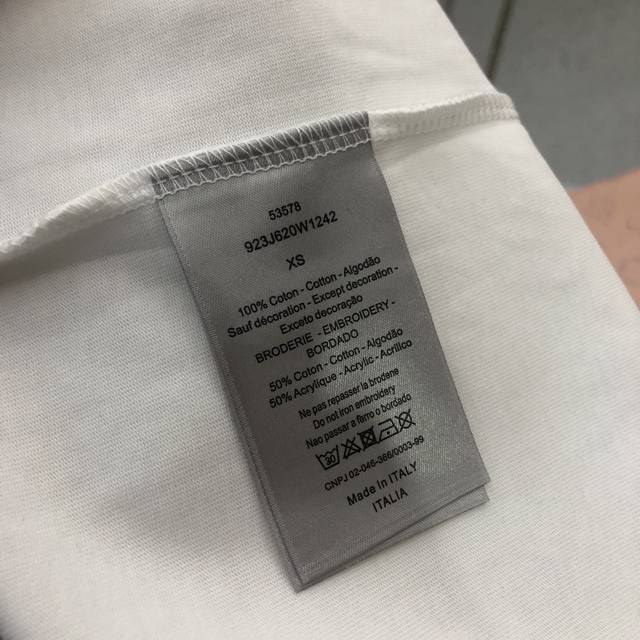 53578
923J620W1242
XS
100% Coton - Cotton - Algodão
Sauf décoration - Except decoration -
Exceto decoração
BRODERIE - EMBROIDERY -
BORDADO
50% Coton - Cotton - Algodão
50% Acrylique - Acrylic - Acrílico
Ne pas repasser la broderie
Do not iron embroidery
Nao passar a ferro o bordado
30
CNPJ 02-046-366/0003-99
Made in ITALY
ITALIA